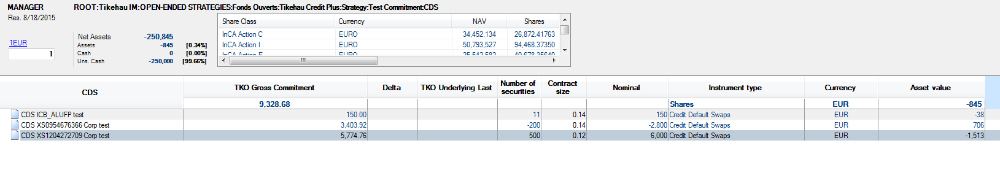 MANAGER
ROOT:Tikehau IM:OPEN-ENDED STRATEGIES:Fonds Ouverts:Tikehau Credit Plus:Strategy:Test Commitment:CDS
Res. 8/18/2015
1EUR
1
Net Assets -250,845
Assets -845 [0.34%]
Cash 0 [0.00%]
Uns. Cash -250,000 [99.66%]
Share Class Currency NAV Shares
InCA Action C EURO 34,452,134 26,872.41763
InCA Action I EURO 50,793,527 94,468.37350
CDS TKO Gross Commitment Delta TKO Underlying Last Number of securities Contract size Nominal Instrument type Currency Asset value
9,328.68 Shares EUR -845
CDS ICB_ALUFP test 150.00 11 0.14 150 Credit Default Swaps EUR -38
CDS XS0954676366 Corp test 3,403.92 -200 0.14 -2,800 Credit Default Swaps EUR 706
CDS XS1204272709 Corp test 5,774.76 500 0.12 6,000 Credit Default Swaps EUR -1,513